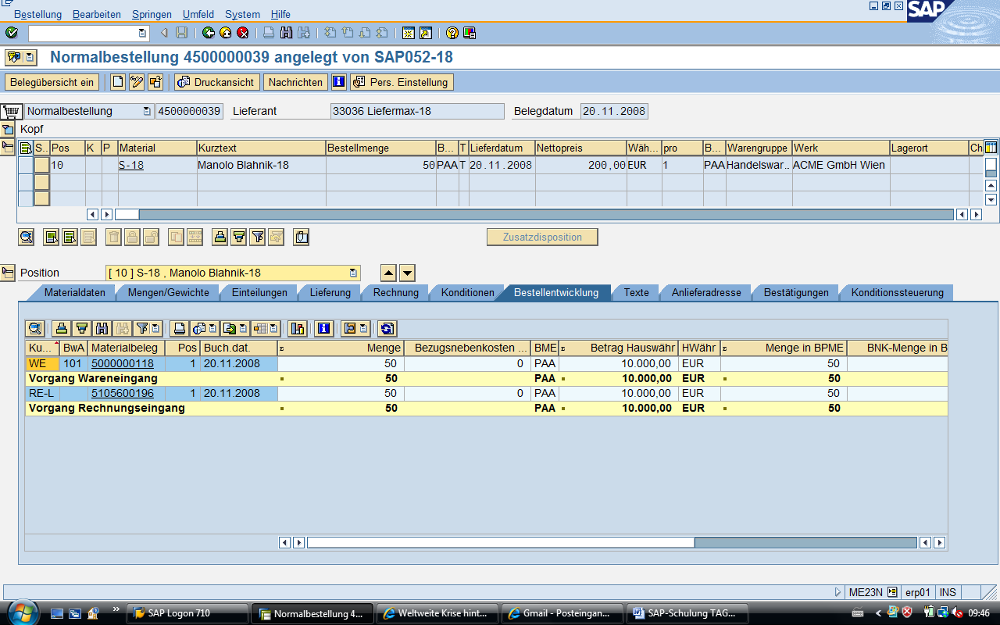 Bestellung Bearbeiten Springen Umfeld System Hilfe
SAP
Normalbestellung 4500000039 angelegt von SAP052-18
Belegübersicht ein Druckansicht Nachrichten Pers. Einstellung
Normalbestellung 4500000039 Lieferant 33036 Liefermax-18 Belegdatum 20.11.2008
Kopf
S.. Pos K P Material Kurztext Bestellmenge B... T Lieferdatum Nettopreis Wäh... pro B... Warengruppe Werk Lagerort Ch
10 S-18 Manolo Blahnik-18 50 PAA T 20.11.2008 200,00 EUR 1 PAA Handelswar... ACME GmbH Wien
Zusatzdisposition
Position [ 10 ] S-18 , Manolo Blahnik-18
Materialdaten Mengen/Gewichte Einteilungen Lieferung Rechnung Konditionen Bestellentwicklung Texte Anlieferadresse Bestätigungen Konditionssteuerung
Ku... BwA Materialbeleg Pos Buch.dat. Σ Menge Bezugsnebenkosten ... BME Σ Betrag Hauswähr HWähr Σ Menge in BPME BNK-Menge in B
WE 101 5000000118 1 20.11.2008 50 0 PAA 10.000,00 EUR 50
Vorgang Wareneingang ▪ 50 PAA ▪ 10.000,00 EUR ▪ 50
RE-L 5105600196 1 20.11.2008 50 0 PAA 10.000,00 EUR 50
Vorgang Rechnungseingang ▪ 50 PAA ▪ 10.000,00 EUR ▪ 50
ME23N erp01 INS
» SAP Logon 710 Normalbestellung 4... Weltweite Krise hint... Gmail - Posteingan... SAP-Schulung TAG... 09:46